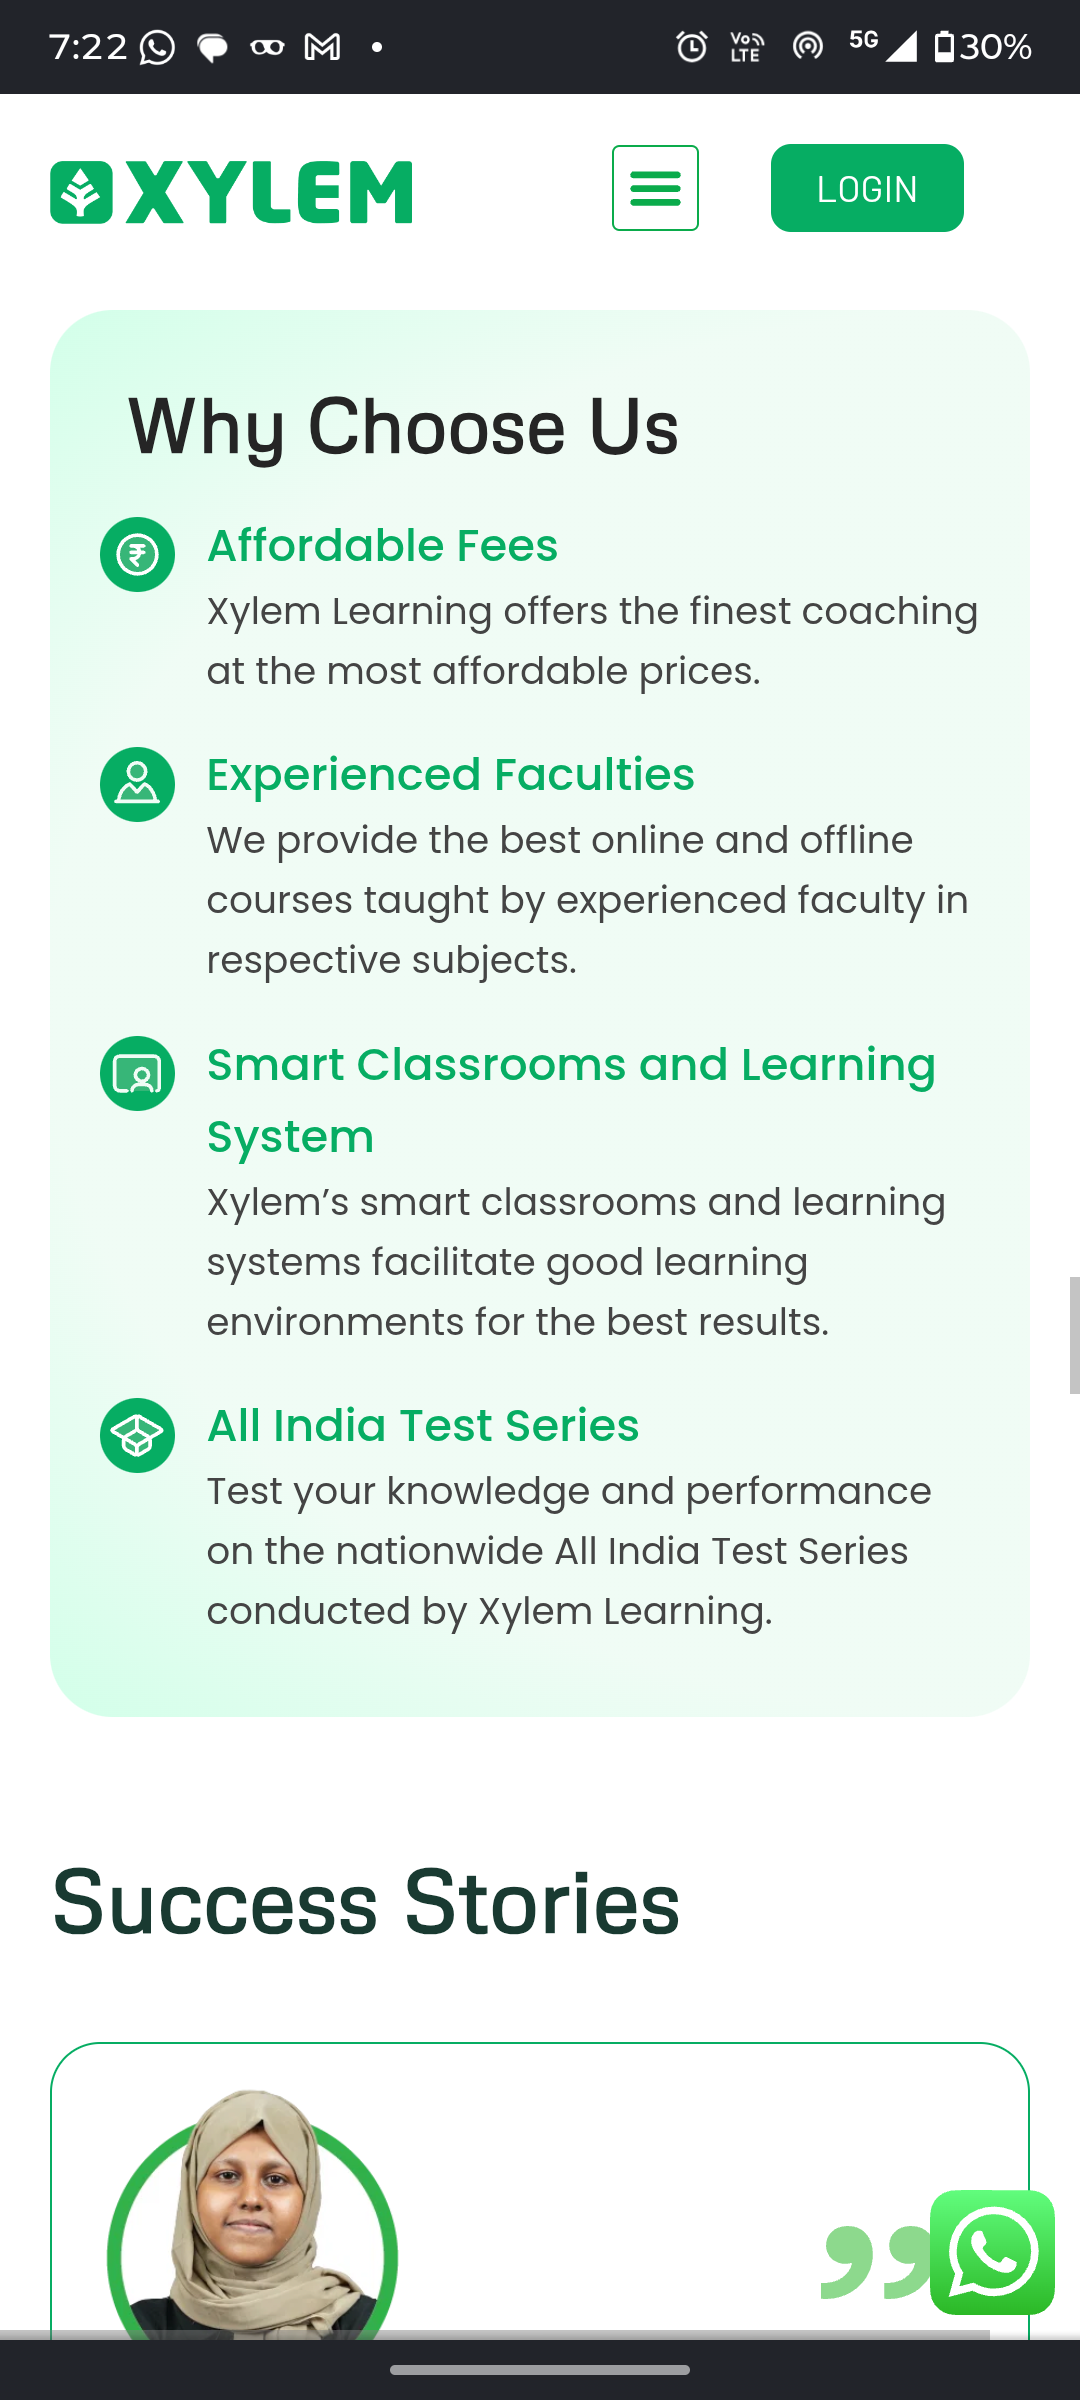 7:22
Vo LTE 5G 30%
XYLEM
LOGIN
Why Choose Us
Affordable Fees
Xylem Learning offers the finest coaching
at the most affordable prices.
Experienced Faculties
We provide the best online and offline
courses taught by experienced faculty in
respective subjects.
Smart Classrooms and Learning
System
Xylem’s smart classrooms and learning
systems facilitate good learning
environments for the best results.
All India Test Series
Test your knowledge and performance
on the nationwide All India Test Series
conducted by Xylem Learning.
Success Stories
”